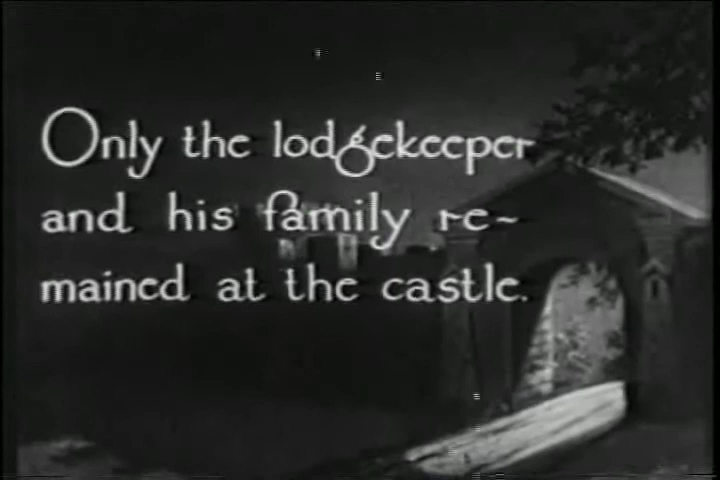 Only the lodgekeeper
and his family re~
mained at the castle.